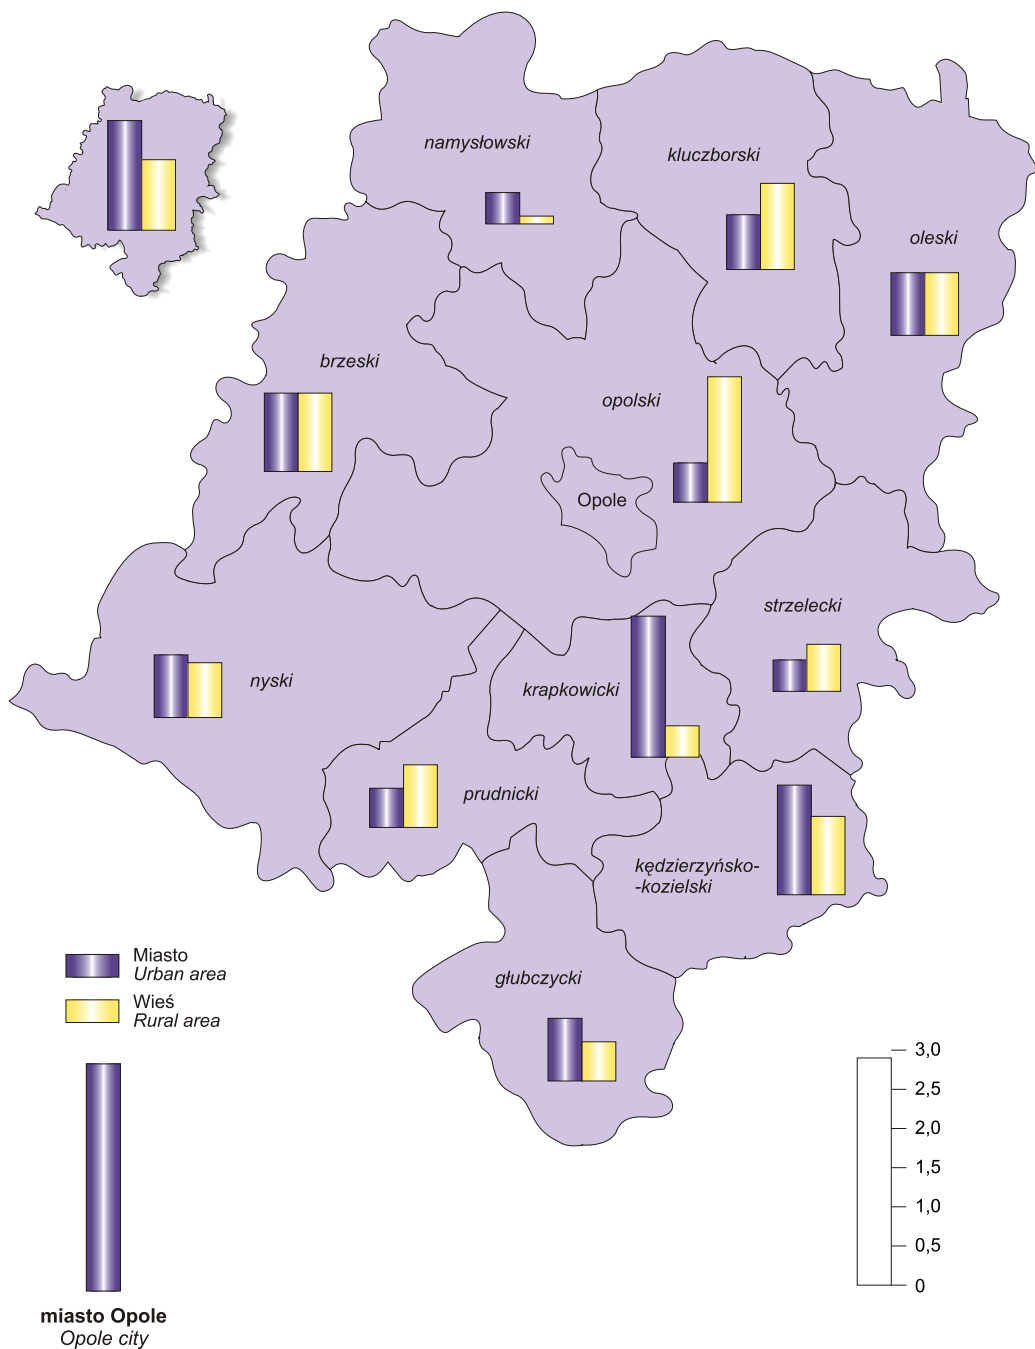 namysłowski
kluczborski
oleski
brzeski
opolski
Opole
strzelecki
nyski
krapkowicki
prudnicki
kędzierzyńsko-
-kozielski
głubczycki
Miasto
Urban area
Wieś
Rural area
miasto Opole
Opole city
3,0
2,5
2,0
1,5
1,0
0,5
0